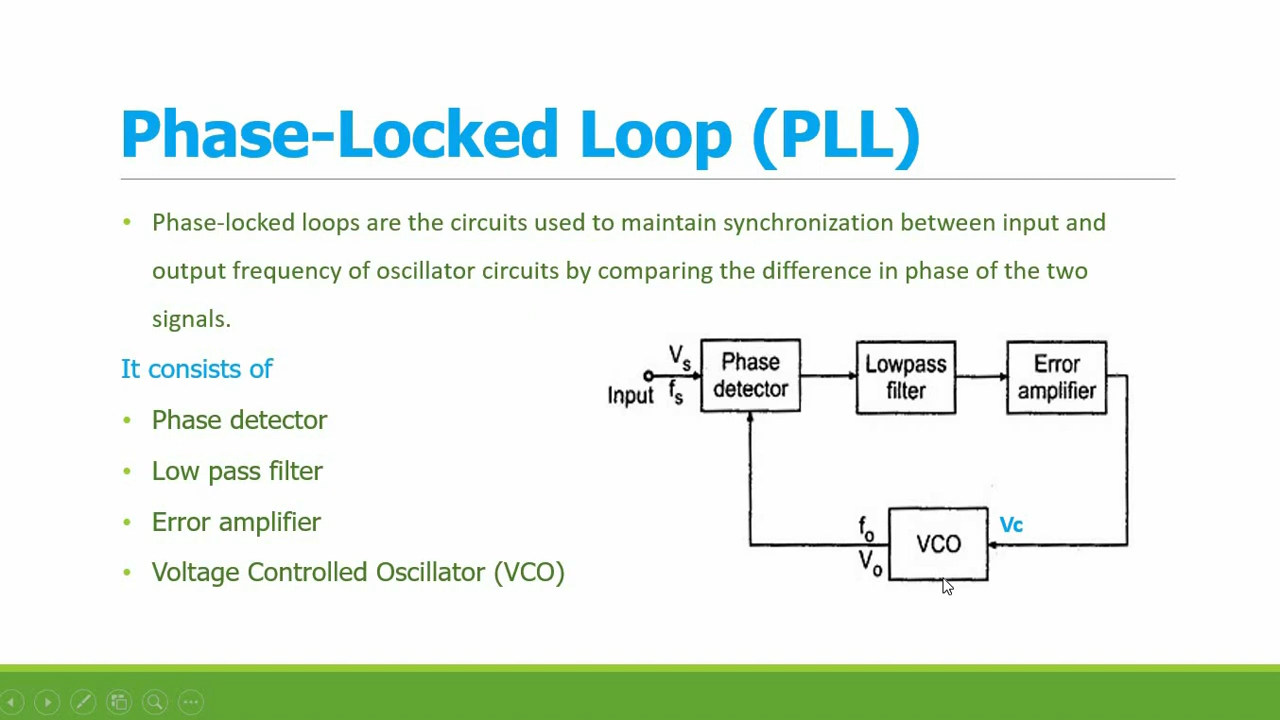 Phase-Locked Loop (PLL)
• Phase-locked loops are the circuits used to maintain synchronization between input and
output frequency of oscillator circuits by comparing the difference in phase of the two
signals.
It consists of
• Phase detector
• Low pass filter
• Error amplifier
• Voltage Controlled Oscillator (VCO)
Vs
Input
fs
Phase
detector
Lowpass
filter
Error
amplifier
fo
Vo
VCO
Vc